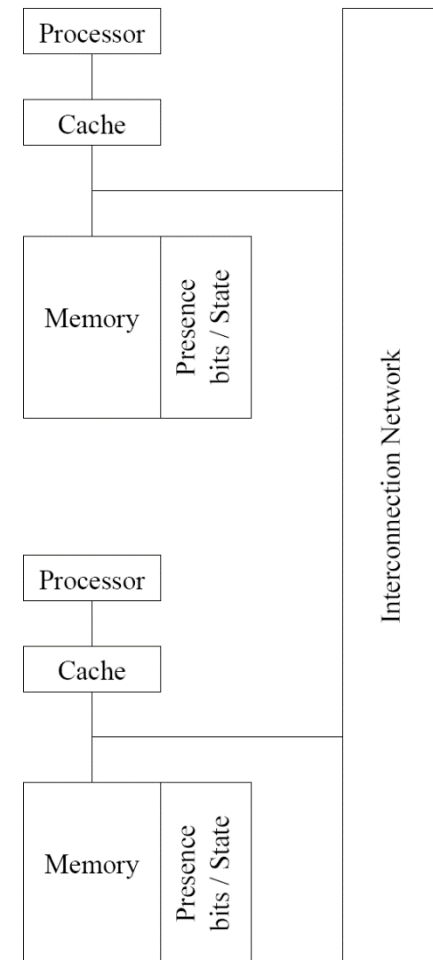 Processor
Cache
Memory
Presence
bits / State
Interconnection Network
Processor
Cache
Memory
Presence
bits / State